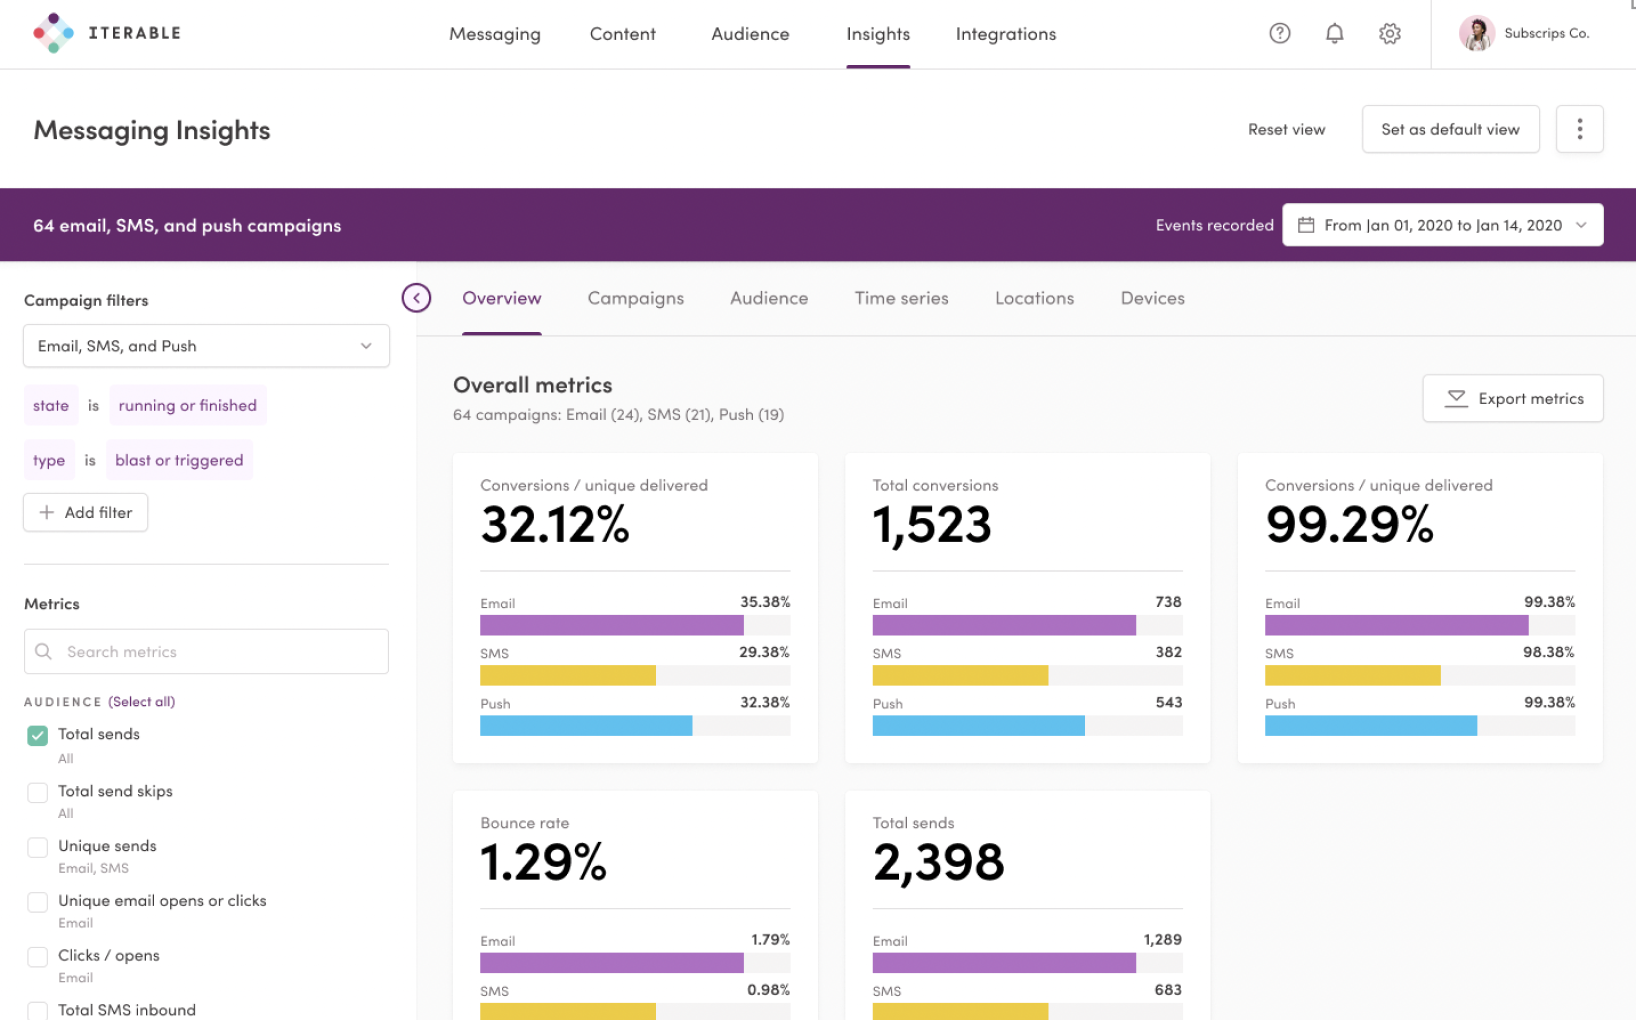 ITERABLE
Messaging
Content
Audience
Insights
Integrations
Subscrips Co.
Messaging Insights
Reset view
Set as default view
64 email, SMS, and push campaigns
Events recorded
From Jan 01, 2020 to Jan 14, 2020
Campaign filters
Email, SMS, and Push
state is running or finished
type is blast or triggered
Add filter
Metrics
Search metrics
AUDIENCE (Select all)
Total sends
All
Total send skips
All
Unique sends
Email, SMS
Unique email opens or clicks
Email
Clicks / opens
Email
Total SMS inbound
Overview
Campaigns
Audience
Time series
Locations
Devices
Overall metrics
64 campaigns: Email (24), SMS (21), Push (19)
Export metrics
Conversions / unique delivered
32.12%
Email 35.38%
SMS 29.38%
Push 32.38%
Total conversions
1,523
Email 738
SMS 382
Push 543
Conversions / unique delivered
99.29%
Email 99.38%
SMS 98.38%
Push 99.38%
Bounce rate
1.29%
Email 1.79%
SMS 0.98%
Total sends
2,398
Email 1,289
SMS 683